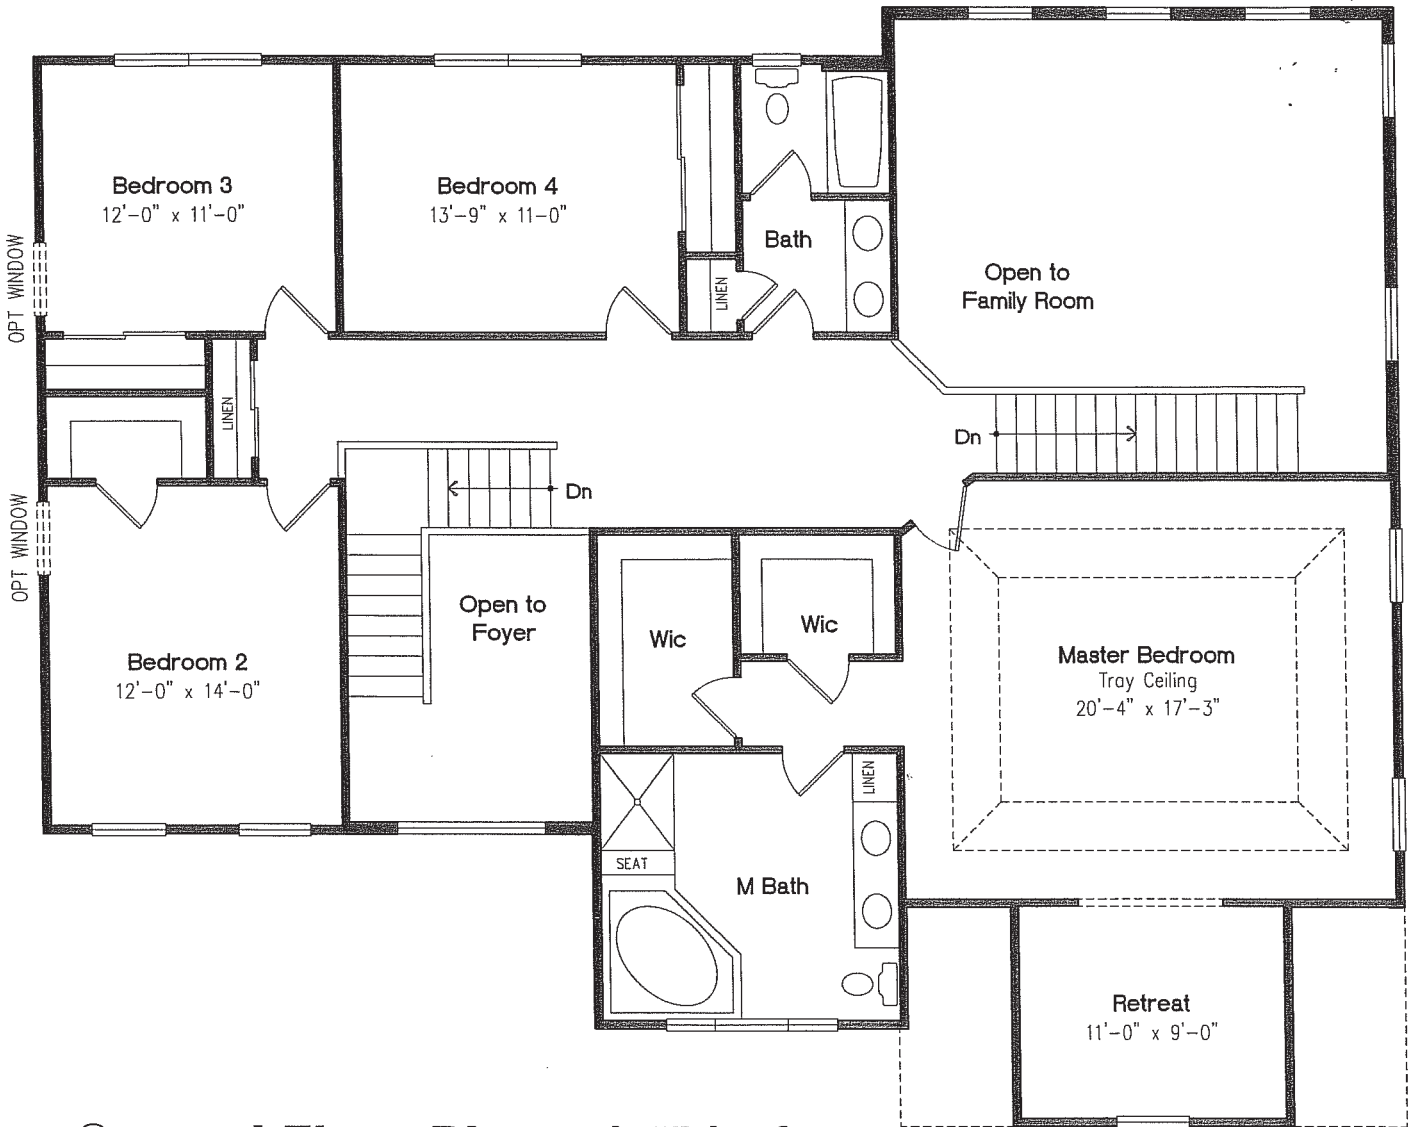 Bedroom 3
12'-0" x 11'-0"
Bedroom 4
13'-9" x 11-0"
Bath
LINEN
Open to
Family Room
OPT WINDOW
LINEN
Dn
Dn
OPT WINDOW
Bedroom 2
12'-0" x 14'-0"
Open to
Foyer
Wic
Wic
Master Bedroom
Tray Ceiling
20'-4" x 17'-3"
LINEN
SEAT
M Bath
Retreat
11'-0" x 9'-0"